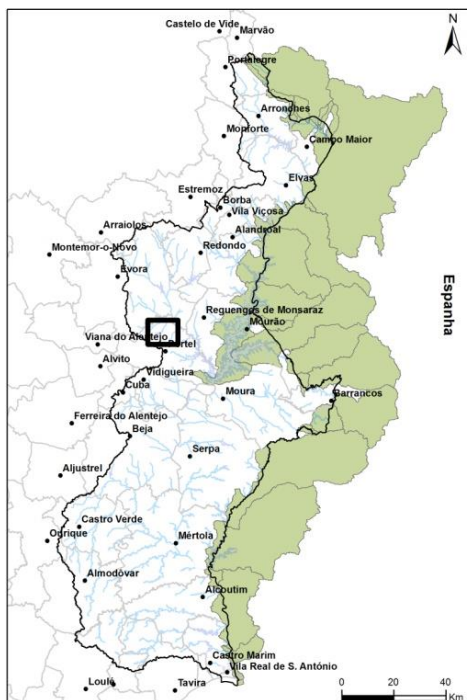 N
Castelo de Vide
Marvão
Portalegre
Arronches
Monforte
Campo Maior
Elvas
Estremoz
Borba
Vila Viçosa
Arraiolos
Alandroal
Montemor-o-Novo
Redondo
Évora
Espanha
Reguengos de Monsaraz
Mourão
Viana do Alentejo
Portel
Alvito
Vidigueira
Cuba
Moura
Barrancos
Ferreira do Alentejo
Beja
Serpa
Aljustrel
Castro Verde
Ourique
Mértola
Almodôvar
Alcoutim
Castro Marim
Vila Real de S. António
Loulé
Tavira
0 20 40
Km